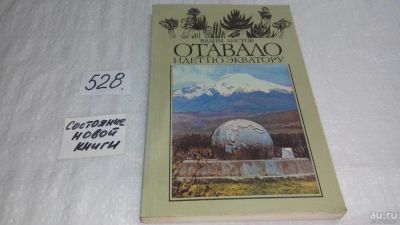 ВАДИМ ЛИСТОВ
ОТАВАЛО
ИДЕТ ПО ЭКВАТОРУ
528.
Состояние
новой
книги
au.ru